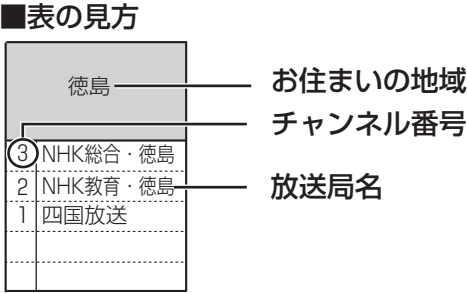 ■表の見方
徳島
お住まいの地域
チャンネル番号
3 NHK総合・徳島
2 NHK教育・徳島
放送局名
1 四国放送